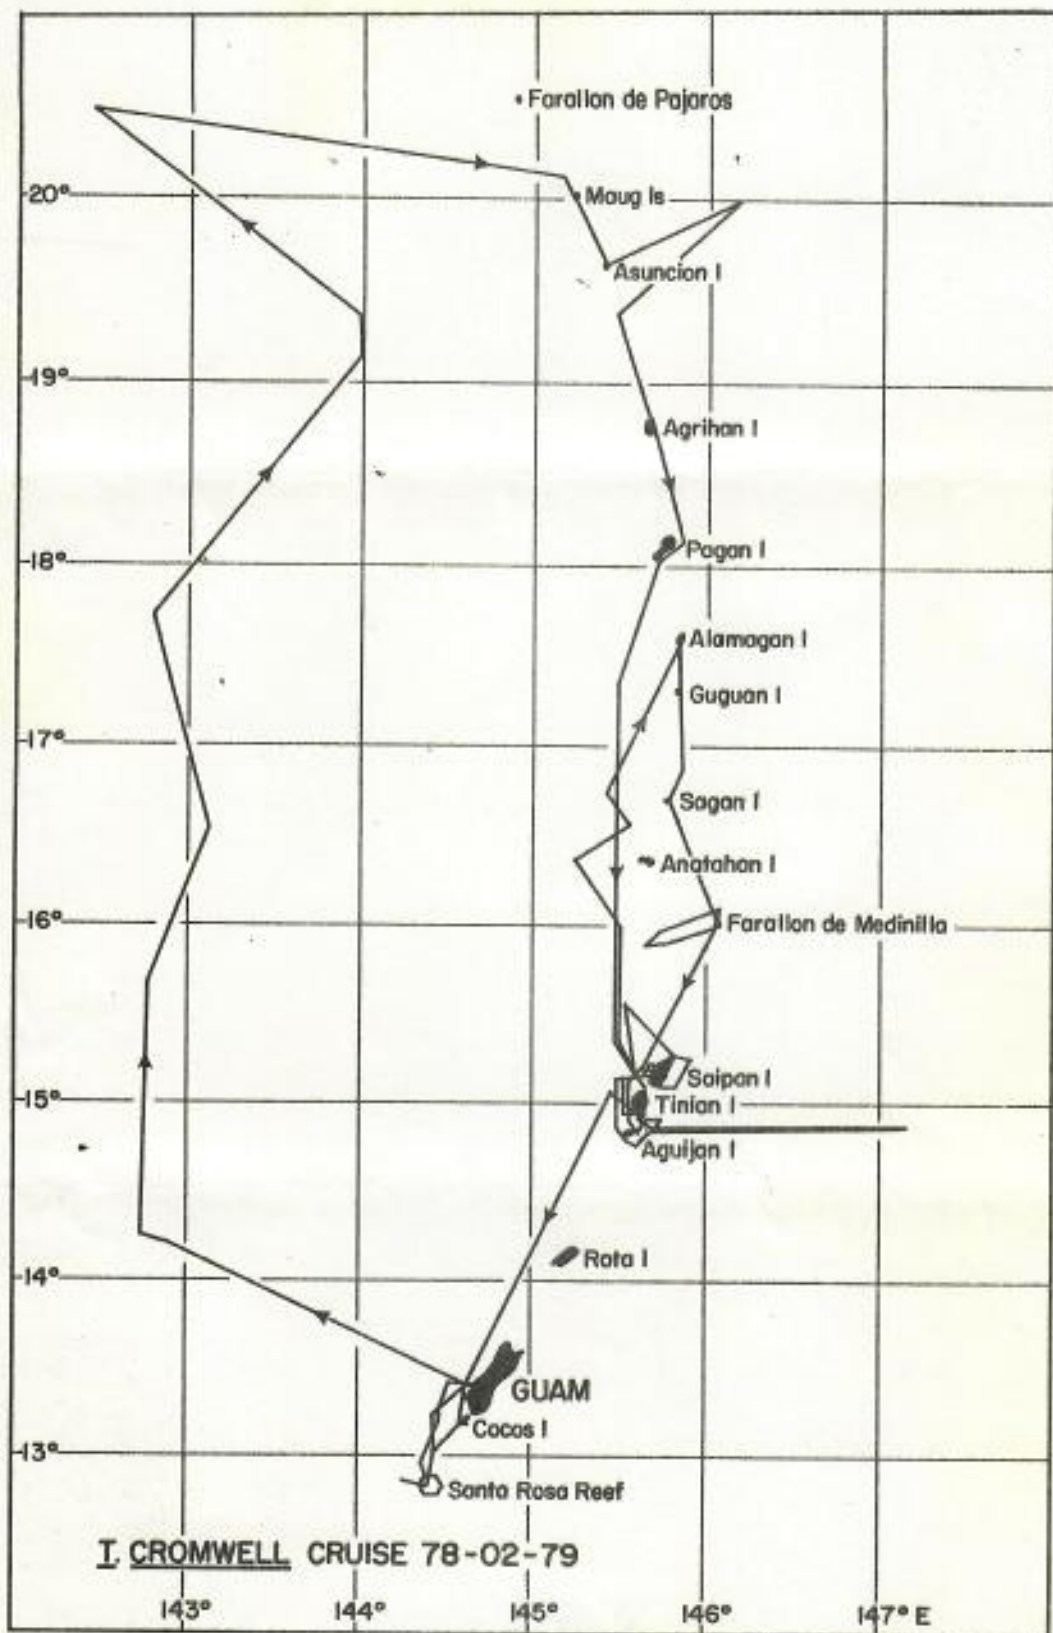 Farallon de Pajaros
20°
Maug Is
Asuncion I
19°
Agrihan I
18°
Pagan I
Alamagan I
Guguan I
17°
Sagan I
Anatahan I
16°
Farallon de Medinilla
Saipan I
15°
Tinian I
Aguijan I
Rota I
14°
GUAM
Cocos I
13°
Santa Rosa Reef
T. CROMWELL CRUISE 78-02-79
143° 144° 145° 146° 147° E